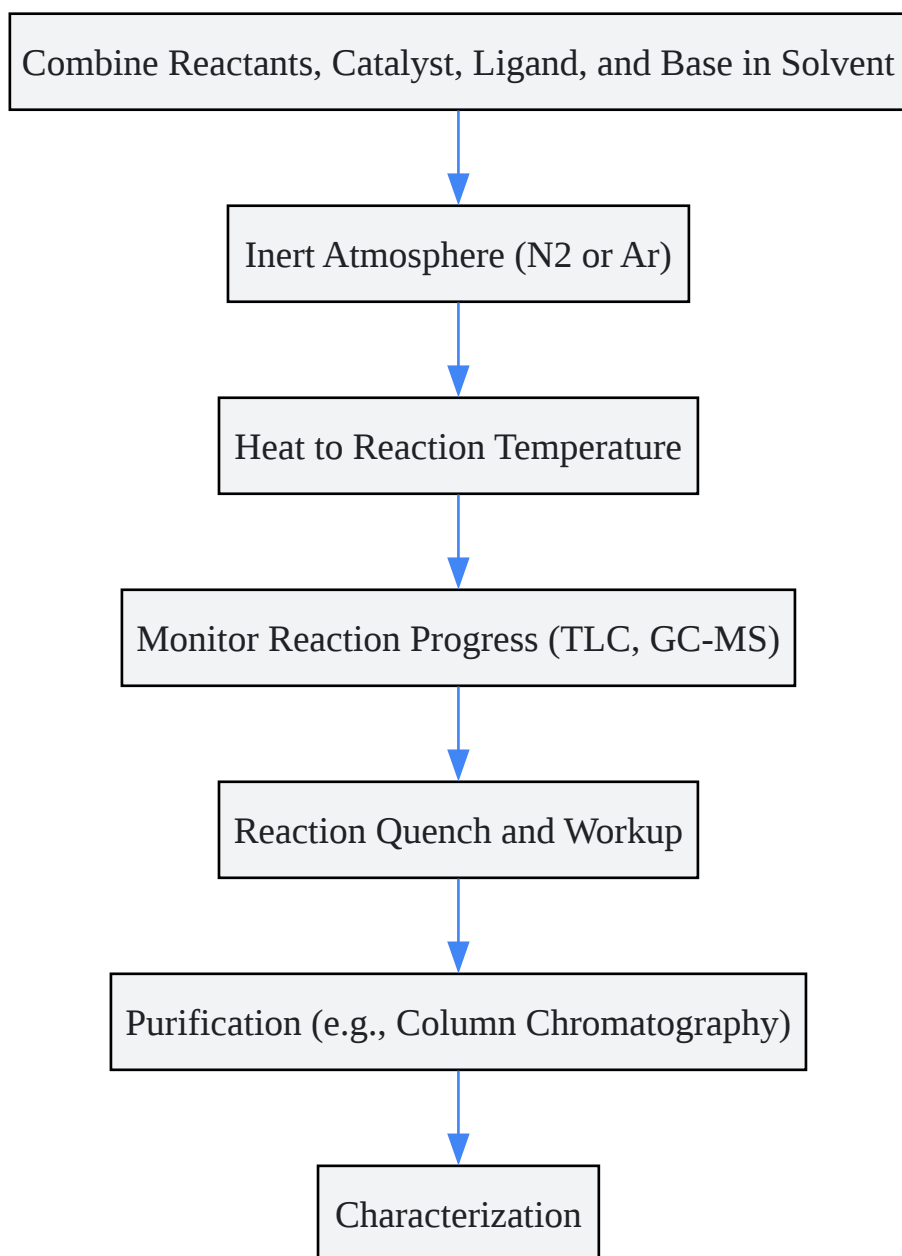 Combine Reactants, Catalyst, Ligand, and Base in Solvent
Inert Atmosphere (N2 or Ar)
Heat to Reaction Temperature
Monitor Reaction Progress (TLC, GC-MS)
Reaction Quench and Workup
Purification (e.g., Column Chromatography)
Characterization